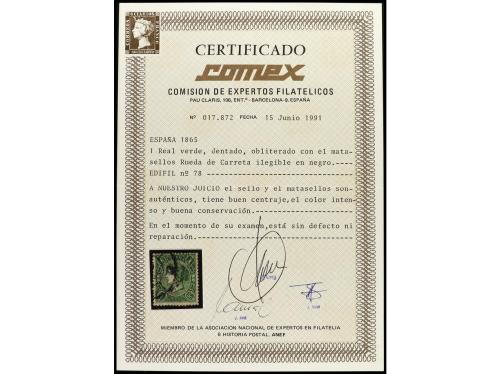 CERTIFICADO
comex
COMISION DE EXPERTOS FILATELICOS
PAU CLARIS, 108, ENT.º - BARCELONA-9. ESPAÑA
Nº 017.872 FECHA 15 Junio 1991
ESPAÑA 1865
1 Real verde, Jentado, obliterado con el mata-
sellos Rueda de Carreta ilegible en negro.----
EDIFIL nº 78 ----
A NUESTRO JUICIO el sello y el matasellos son-
auténticos, tiene buen centraje,el color inten-
so y buena conservación.----
En el momento de su examen,está sin defecto ni
reparación.----
MIEMBRO DE LA ASOCIACION NACIONAL DE EXPERTOS EN FILATELIA
E HISTORIA POSTAL. ANEF